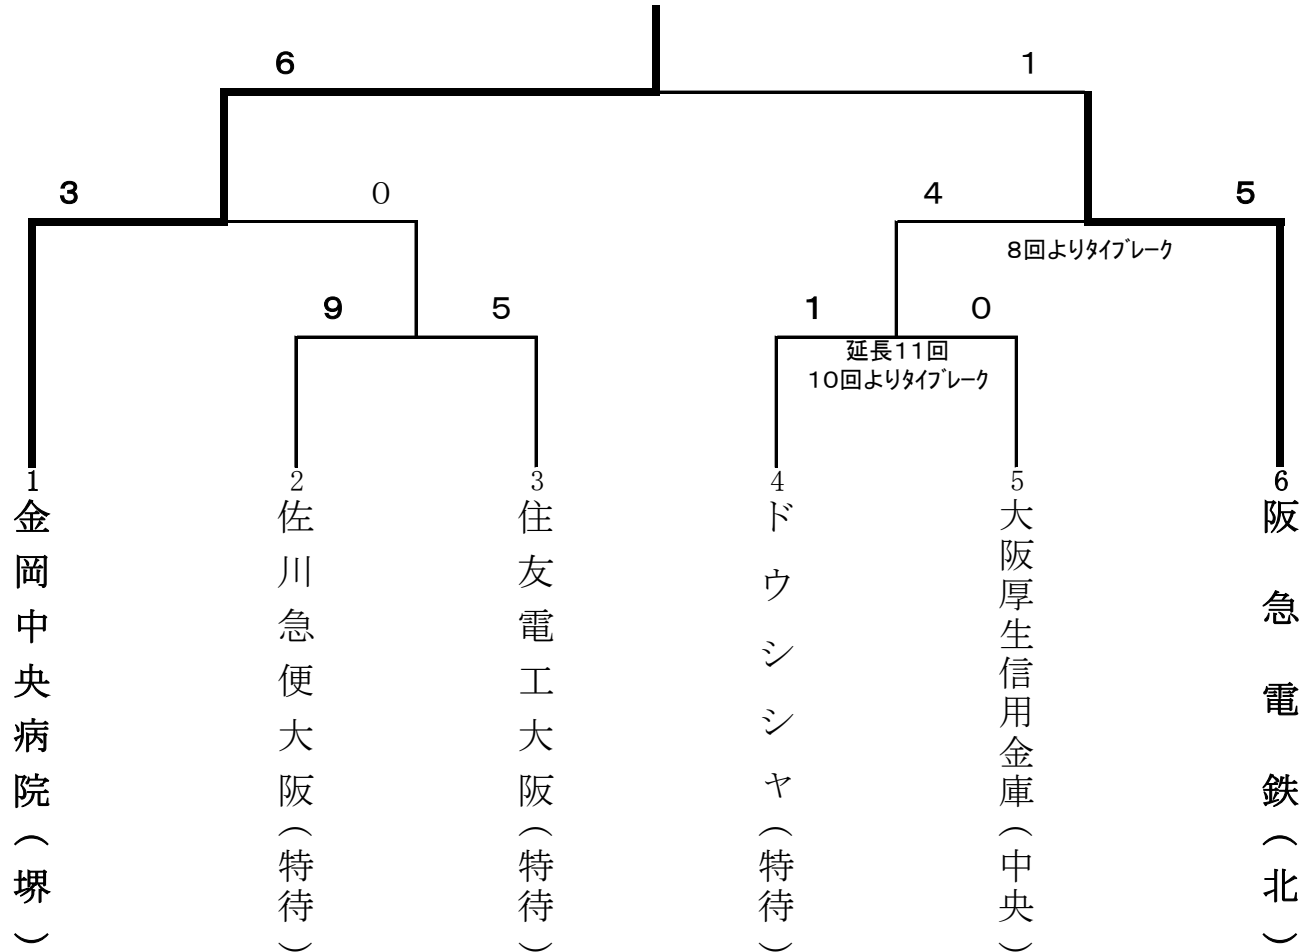 6
1
3
0
4
5
8回よりﾀｲﾌﾞﾚｰｸ
9
5
1
0
延長11回
10回よりﾀｲﾌﾞﾚｰｸ
1
金岡中央病院(堺)
2
佐川急便大阪(特待)
3
住友電工大阪(特待)
4
ドウシシャ(特待)
5
大阪厚生信用金庫(中央)
6
阪急電鉄(北)